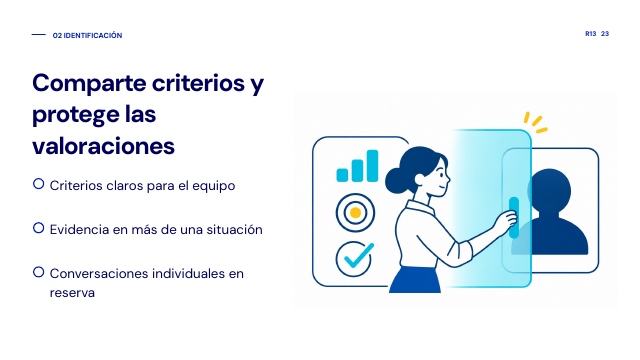 02 IDENTIFICACIÓN
R13 23
Comparte criterios y
protege las
valoraciones
Criterios claros para el equipo
Evidencia en más de una situación
Conversaciones individuales en
reserva